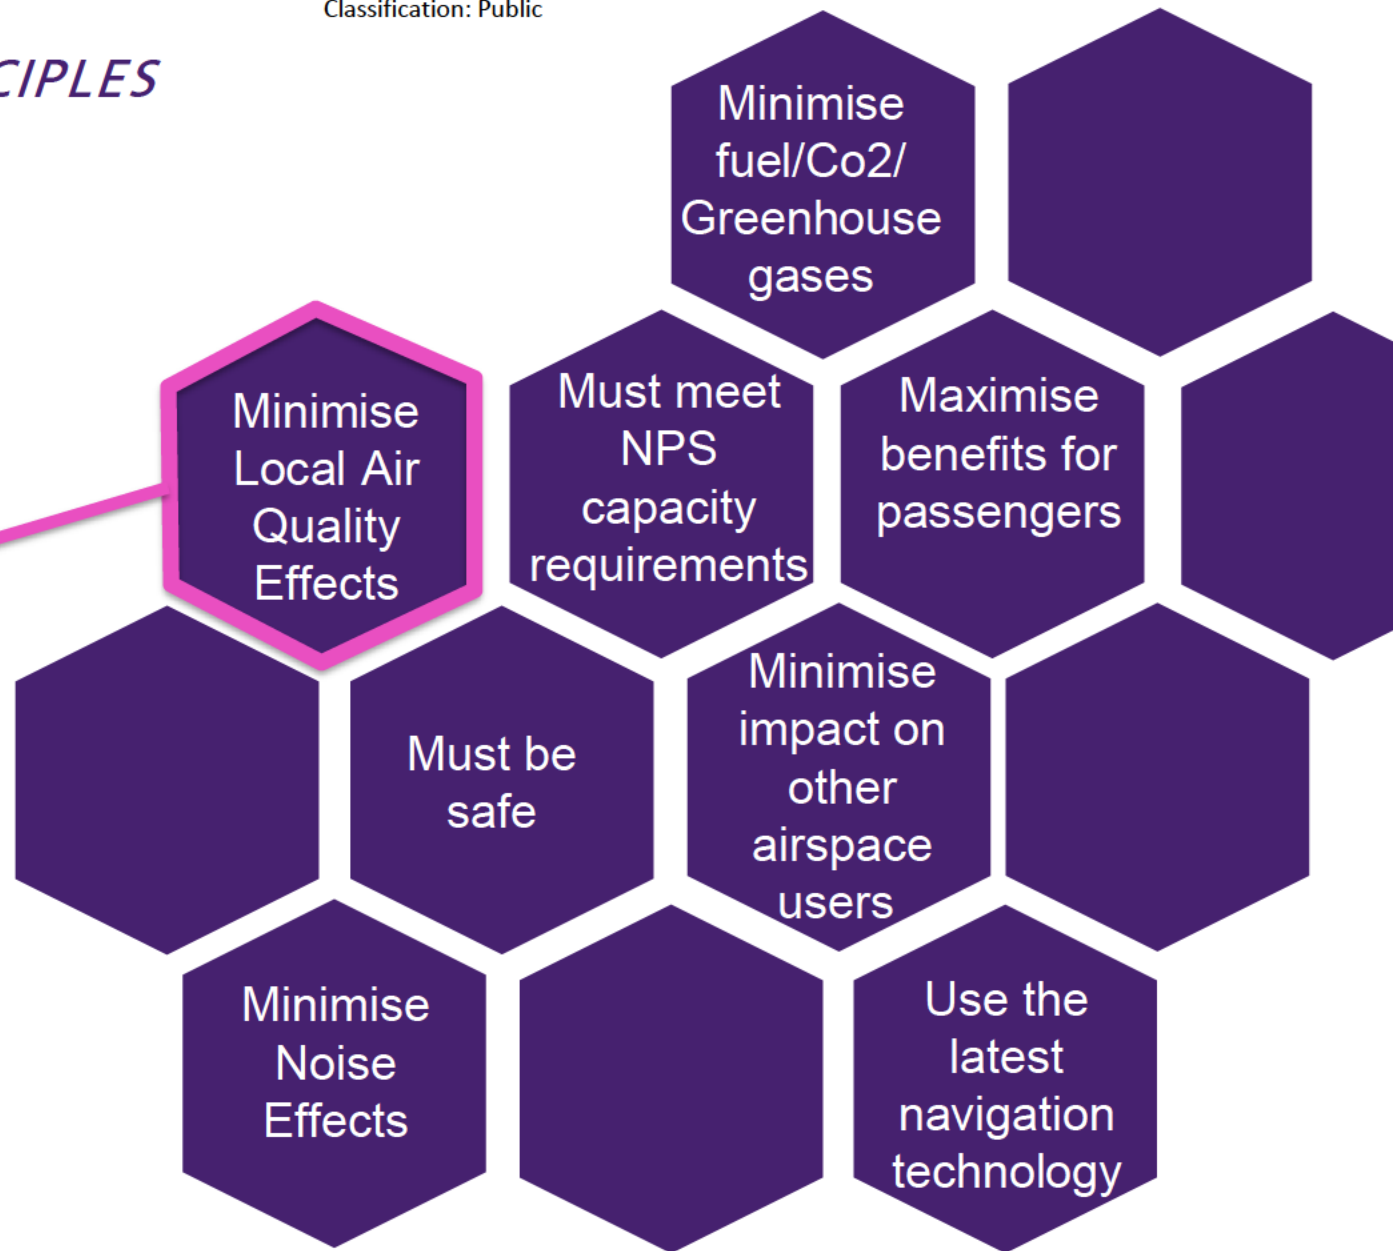 Classification: Public
CIPLES
Minimise
fuel/Co2/
Greenhouse
gases
Minimise
Local Air
Quality
Effects
Must meet
NPS
capacity
requirements
Maximise
benefits for
passengers
Must be
safe
Minimise
impact on
other
airspace
users
Minimise
Noise
Effects
Use the
latest
navigation
technology